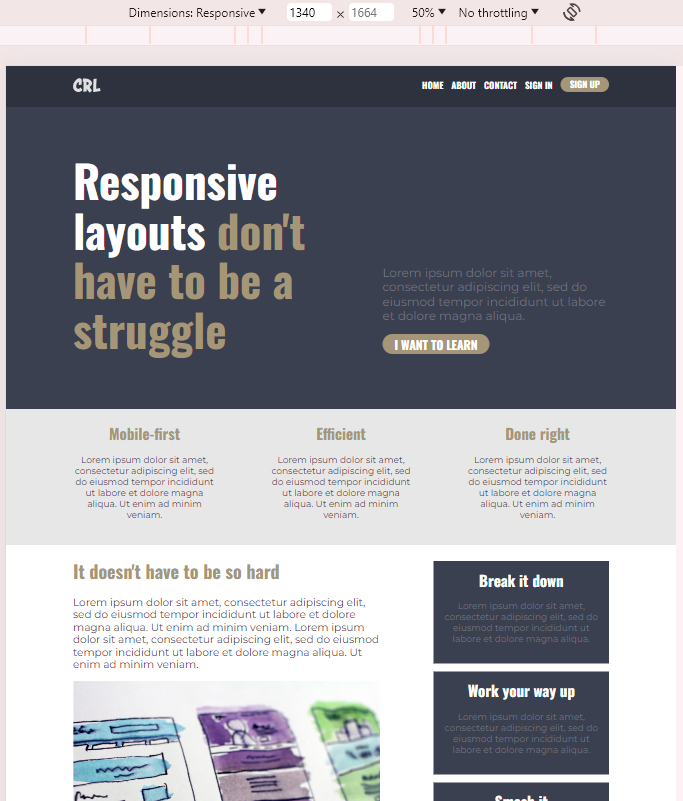 Dimensions: Responsive 1340 × 1664 50% No throttling
CRL HOME ABOUT CONTACT SIGN IN SIGN UP
Responsive
layouts don't
have to be a
struggle
Lorem ipsum dolor sit amet,
consectetur adipiscing elit, sed do
eiusmod tempor incididunt ut labore
et dolore magna aliqua.
I WANT TO LEARN
Mobile-first
Lorem ipsum dolor sit amet,
consectetur adipiscing elit, sed
do eiusmod tempor incididunt
ut labore et dolore magna
aliqua. Ut enim ad minim
veniam.
Efficient
Lorem ipsum dolor sit amet,
consectetur adipiscing elit, sed
do eiusmod tempor incididunt
ut labore et dolore magna
aliqua. Ut enim ad minim
veniam.
Done right
Lorem ipsum dolor sit amet,
consectetur adipiscing elit, sed
do eiusmod tempor incididunt
ut labore et dolore magna
aliqua. Ut enim ad minim
veniam.
It doesn't have to be so hard
Lorem ipsum dolor sit amet, consectetur adipiscing elit,
sed do eiusmod tempor incididunt ut labore et dolore
magna aliqua. Ut enim ad minim veniam. Lorem ipsum
dolor sit amet, consectetur adipiscing elit, sed do eiusmod
tempor incididunt ut labore et dolore magna aliqua. Ut
enim ad minim veniam.
Break it down
Lorem ipsum dolor sit amet,
consectetur adipiscing elit, sed do
eiusmod tempor incididunt ut
labore et dolore magna aliqua.
Work your way up
Lorem ipsum dolor sit amet,
consectetur adipiscing elit, sed do
eiusmod tempor incididunt ut
labore et dolore magna aliqua.